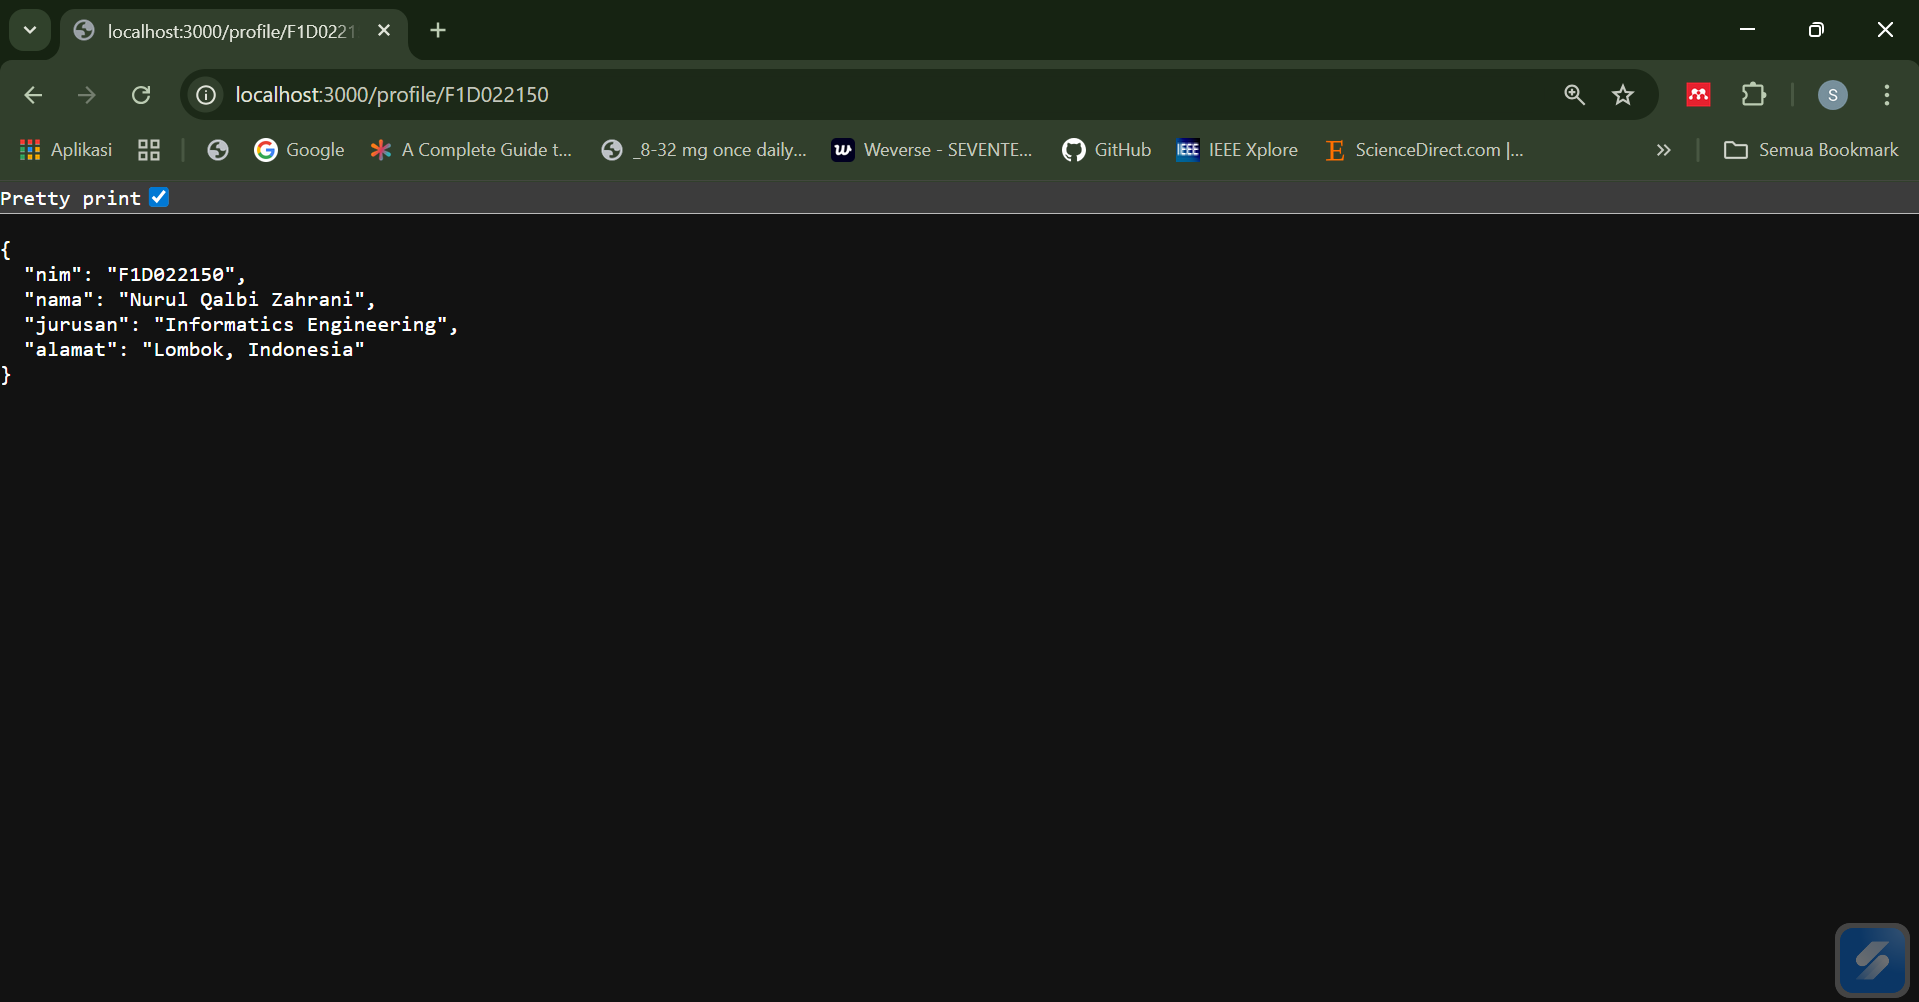 localhost:3000/profile/F1D0221
localhost:3000/profile/F1D022150
S
Aplikasi
Google
A Complete Guide t...
_8-32 mg once daily...
Weverse - SEVENTE...
GitHub
IEEE
IEEE Xplore
ScienceDirect.com |...
Semua Bookmark
Pretty print
{
"nim": "F1D022150",
"nama": "Nurul Qalbi Zahrani",
"jurusan": "Informatics Engineering",
"alamat": "Lombok, Indonesia"
}